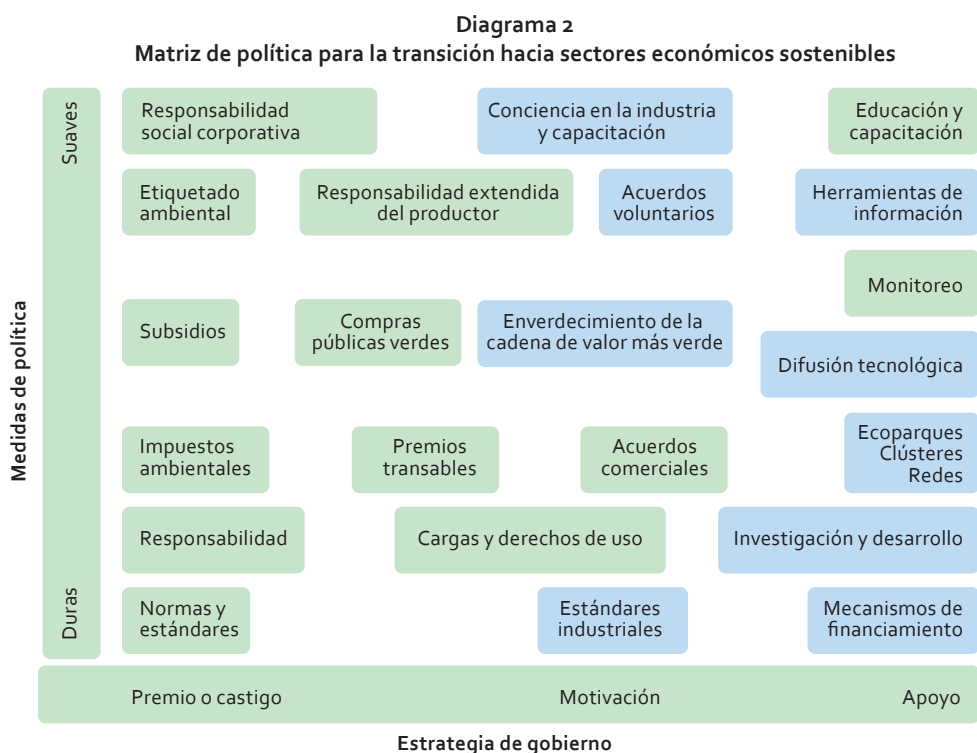 Diagrama 2
Matriz de política para la transición hacia sectores económicos sostenibles
Medidas de política
Suaves
Duras
Responsabilidad
social corporativa
Conciencia en la industria
y capacitación
Educación y
capacitación
Etiquetado
ambiental
Responsabilidad extendida
del productor
Acuerdos
voluntarios
Herramientas de
información
Monitoreo
Subsidios
Compras
públicas verdes
Enverdecimiento de la
cadena de valor más verde
Difusión tecnológica
Impuestos
ambientales
Premios
transables
Acuerdos
comerciales
Ecoparques
Clústeres
Redes
Responsabilidad
Cargas y derechos de uso
Investigación y desarrollo
Normas y
estándares
Estándares
industriales
Mecanismos de
financiamiento
Premio o castigo
Motivación
Apoyo
Estrategia de gobierno